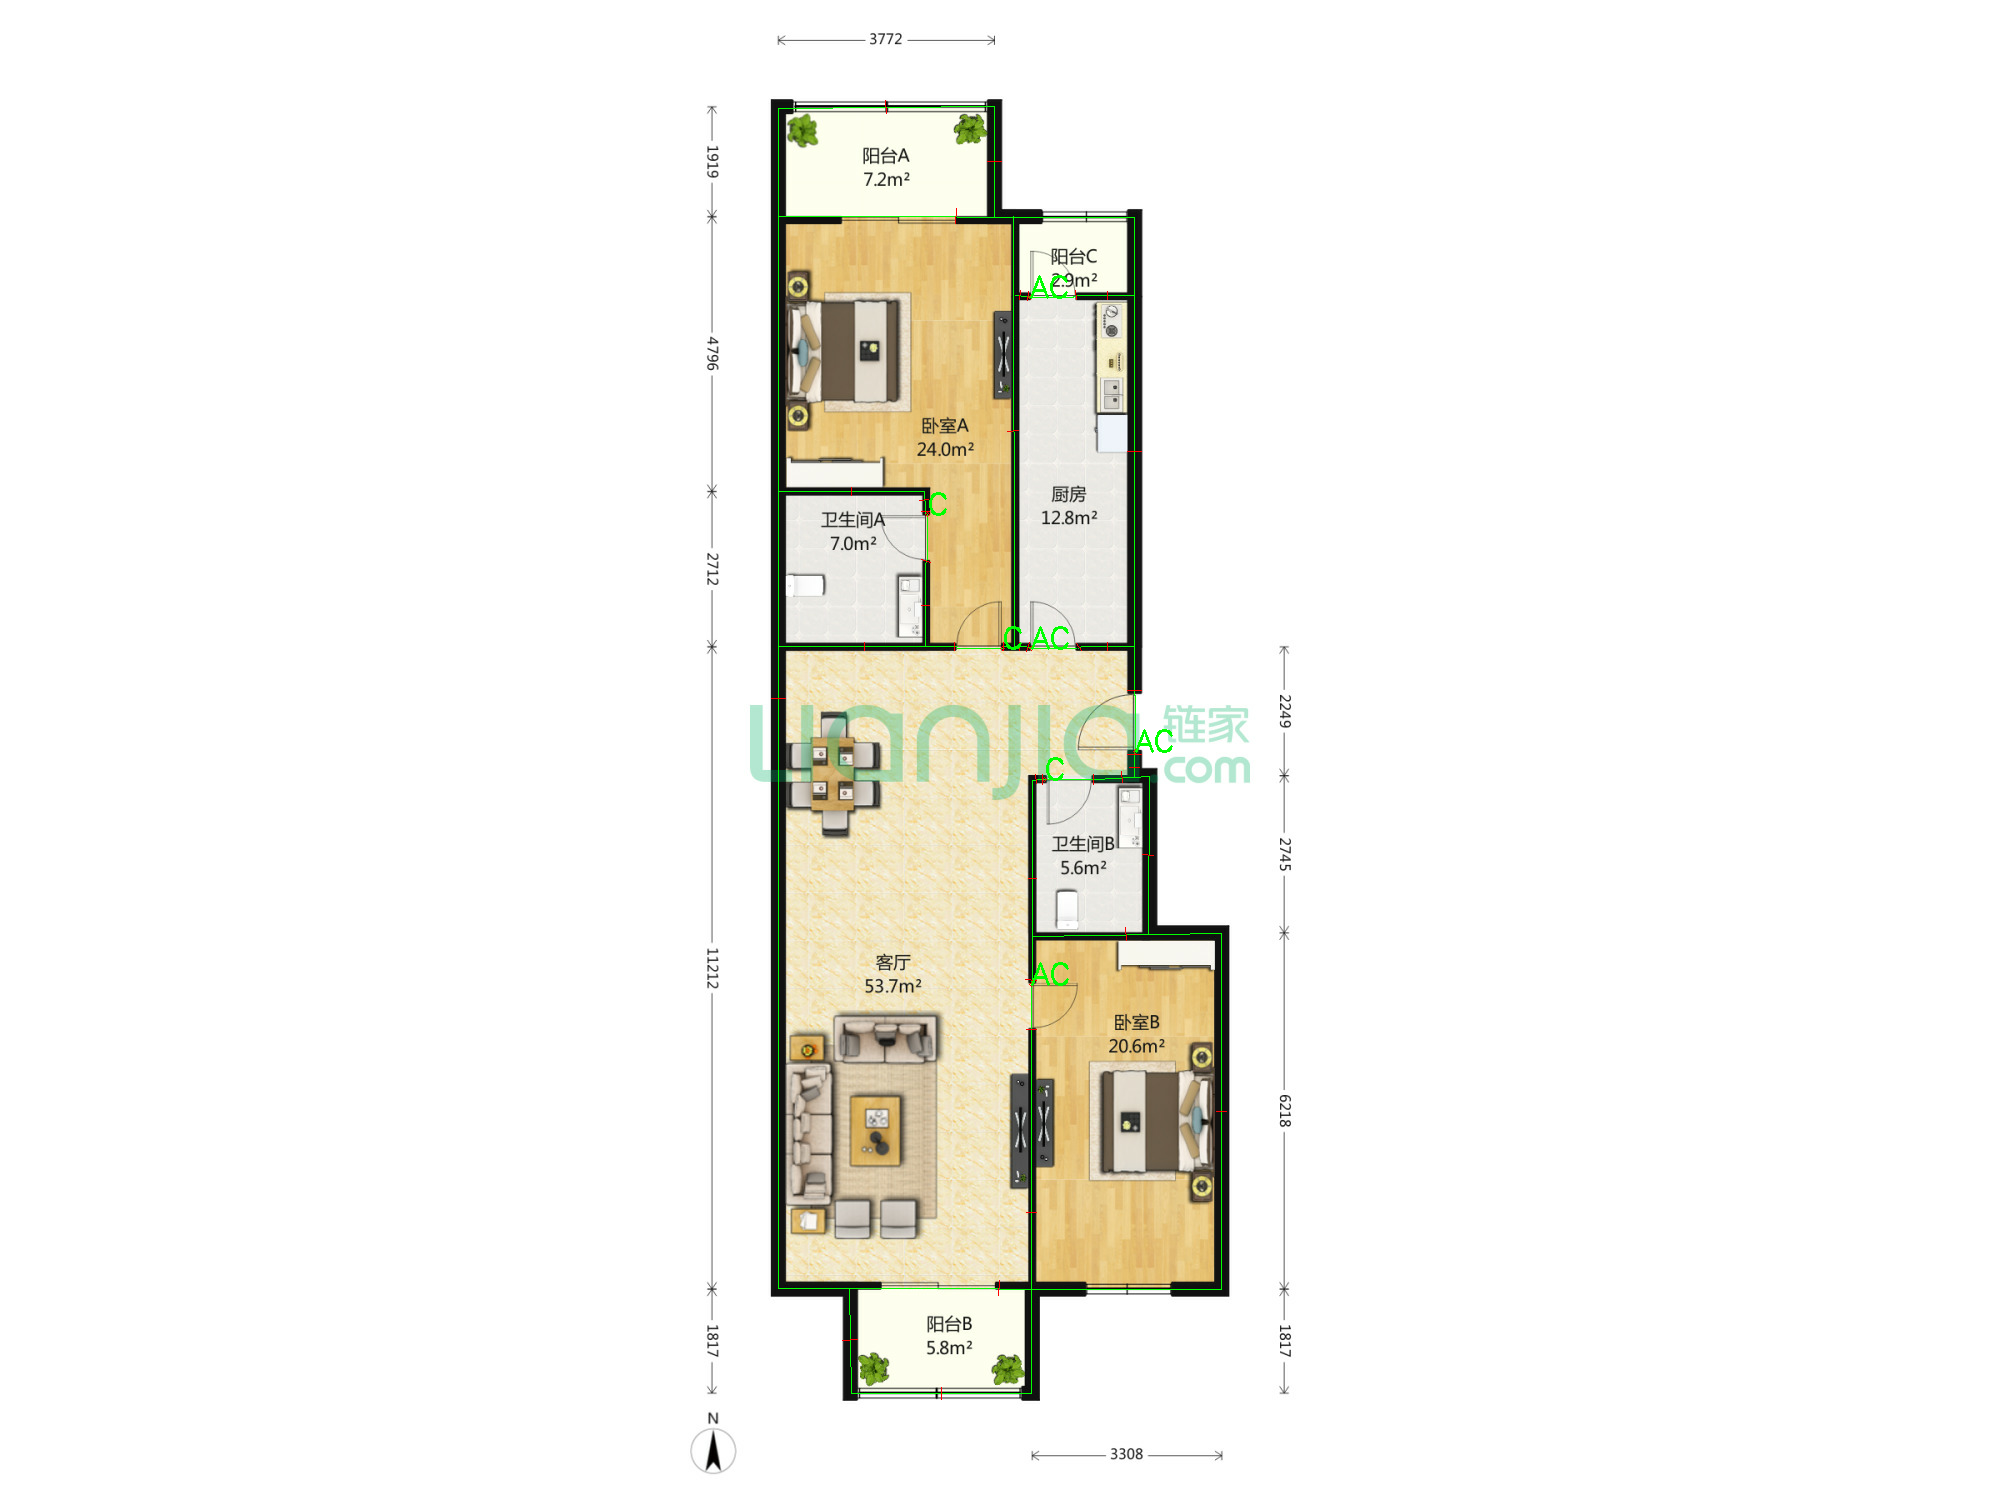 3772
1919
阳台A
7.2m²
阳台C
2.9m²
AC
4796
卧室A
24.0m²
厨房
12.8m²
C
卫生间A
7.0m²
2712
C
AC
2249
lianjia
链家
.com
AC
C
卫生间B
5.6m²
2745
11212
客厅
53.7m²
AC
卧室B
20.6m²
6218
阳台B
5.8m²
1817
1817
N
3308